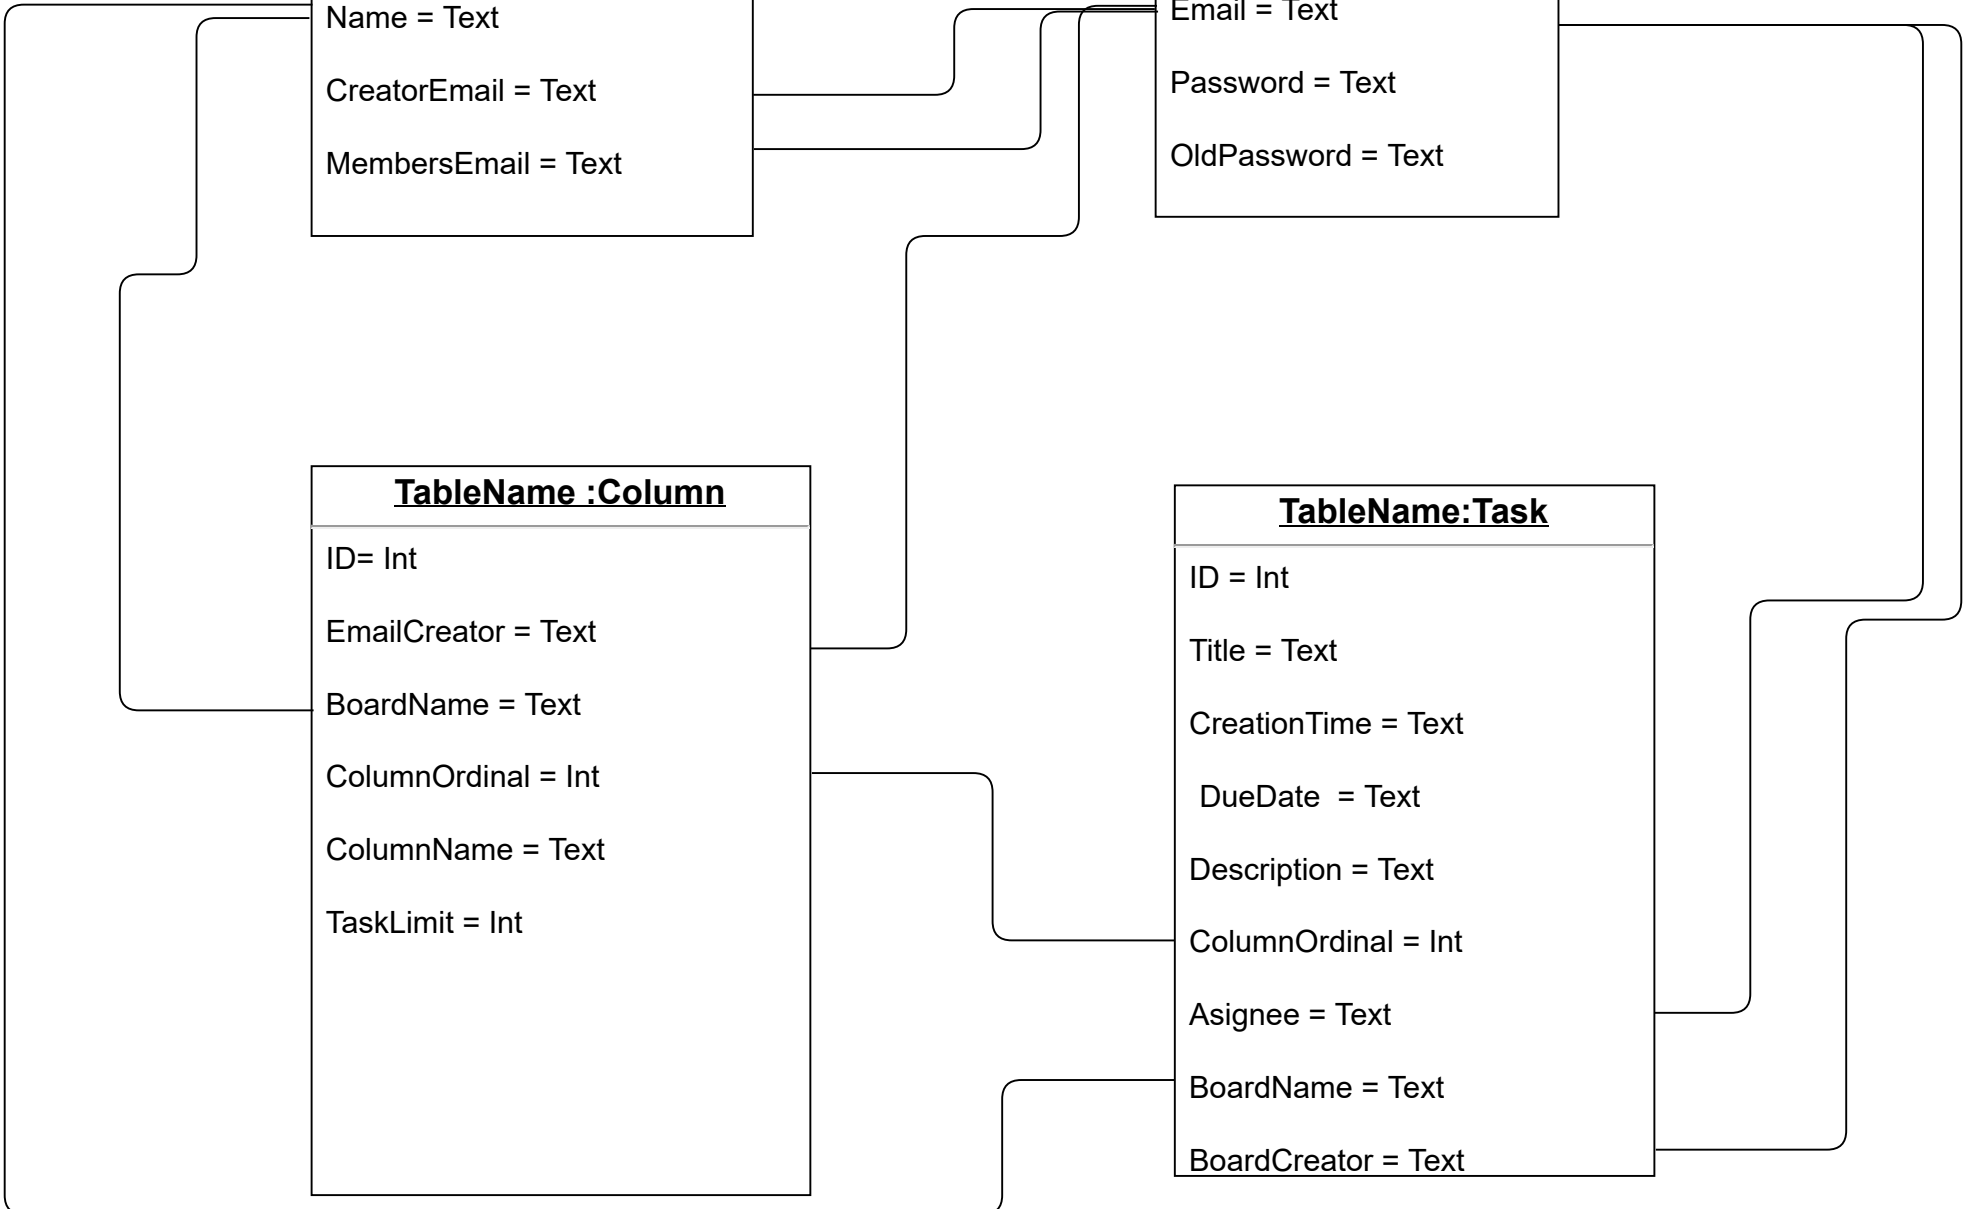 Name = Text
CreatorEmail = Text
MembersEmail = Text
Email = Text
Password = Text
OldPassword = Text
TableName :Column
ID= Int
EmailCreator = Text
BoardName = Text
ColumnOrdinal = Int
ColumnName = Text
TaskLimit = Int
TableName:Task
ID = Int
Title = Text
CreationTime = Text
DueDate  = Text
Description = Text
ColumnOrdinal = Int
Asignee = Text
BoardName = Text
BoardCreator = Text